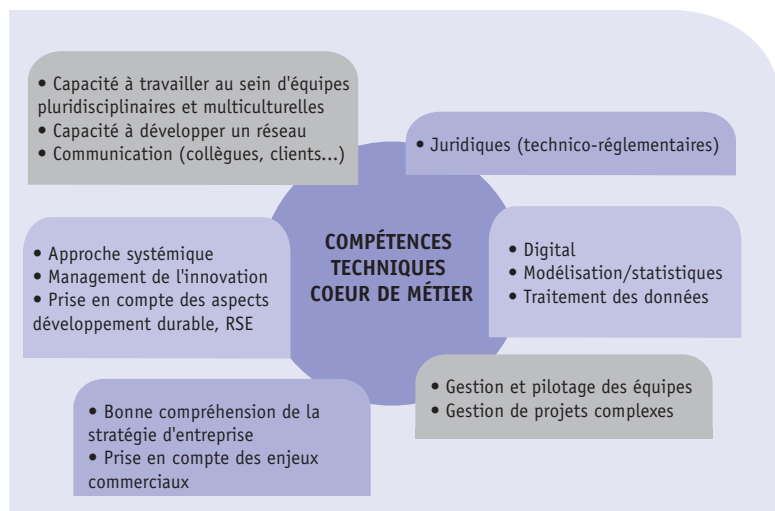 • Capacité à travailler au sein d'équipes
pluridisciplinaires et multiculturelles
• Capacité à développer un réseau
• Communication (collègues, clients...)
• Juridiques (technico-réglementaires)
• Approche systémique
• Management de l'innovation
• Prise en compte des aspects
développement durable, RSE
COMPÉTENCES
TECHNIQUES
COEUR DE MÉTIER
• Digital
• Modélisation/statistiques
• Traitement des données
• Bonne compréhension de la
stratégie d'entreprise
• Prise en compte des enjeux
commerciaux
• Gestion et pilotage des équipes
• Gestion de projets complexes